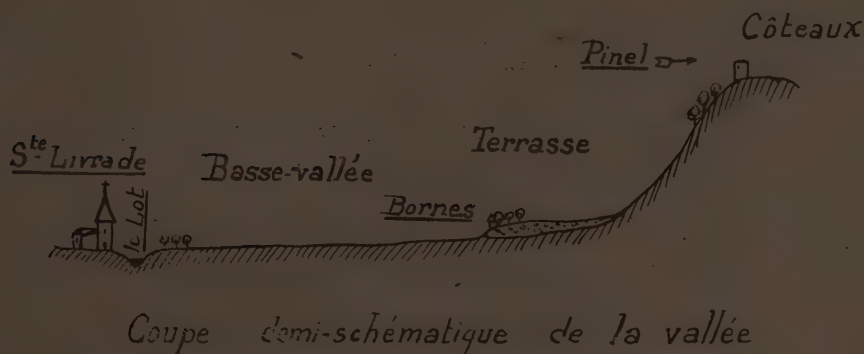 Côteaux
Pinel
Ste Livrade
Basse-vallée
Terrasse
le Lot
Bornes
Coupe demi-schématique de la vallée